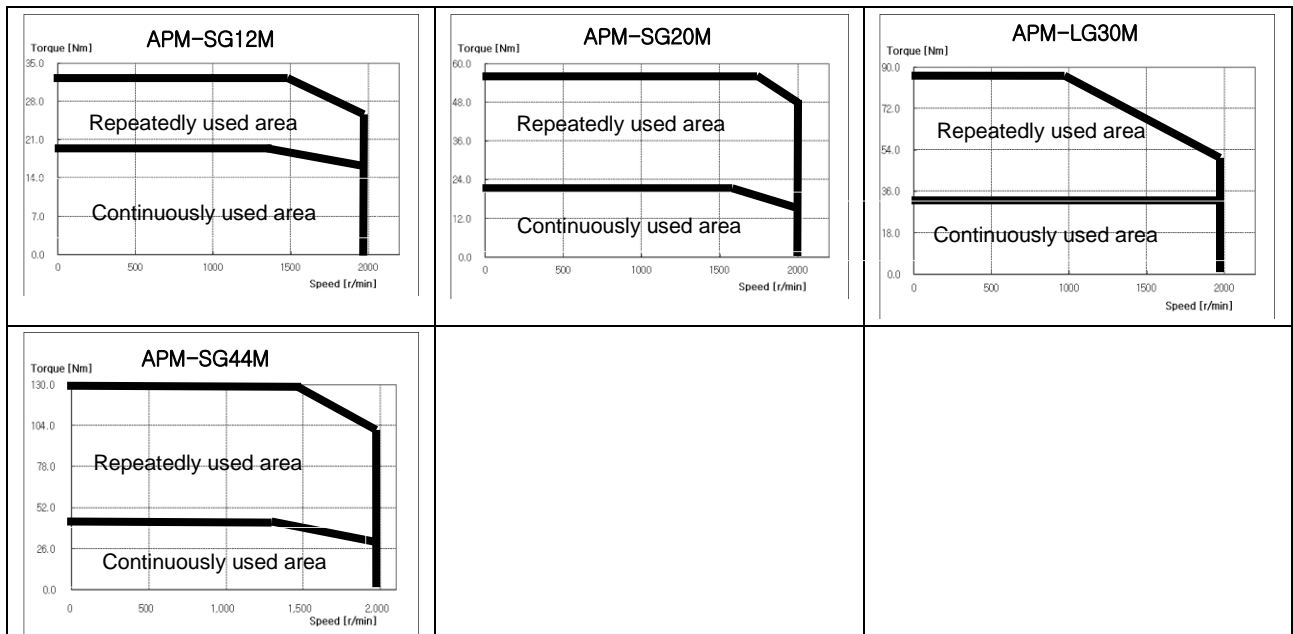 APM-SG12M
Torque [Nm]
35.0
28.0
Repeatedly used area
21.0
14.0
Continuously used area
7.0
0.0
0 500 1000 1500 2000
Speed [r/min]
APM-SG20M
Torque [Nm]
60.0
48.0
Repeatedly used area
36.0
24.0
12.0
Continuously used area
0.0
0 500 1000 1500 2000
Speed [r/min]
APM-LG30M
Torque [Nm]
90.0
72.0
Repeatedly used area
54.0
36.0
18.0
Continuously used area
0.0
0 500 1000 1500 2000
Speed [r/min]
APM-SG44M
Torque [Nm]
130.0
104.0
78.0
Repeatedly used area
52.0
26.0
Continuously used area
0.0
0 500 1,000 1,500 2,000
Speed [r/min]